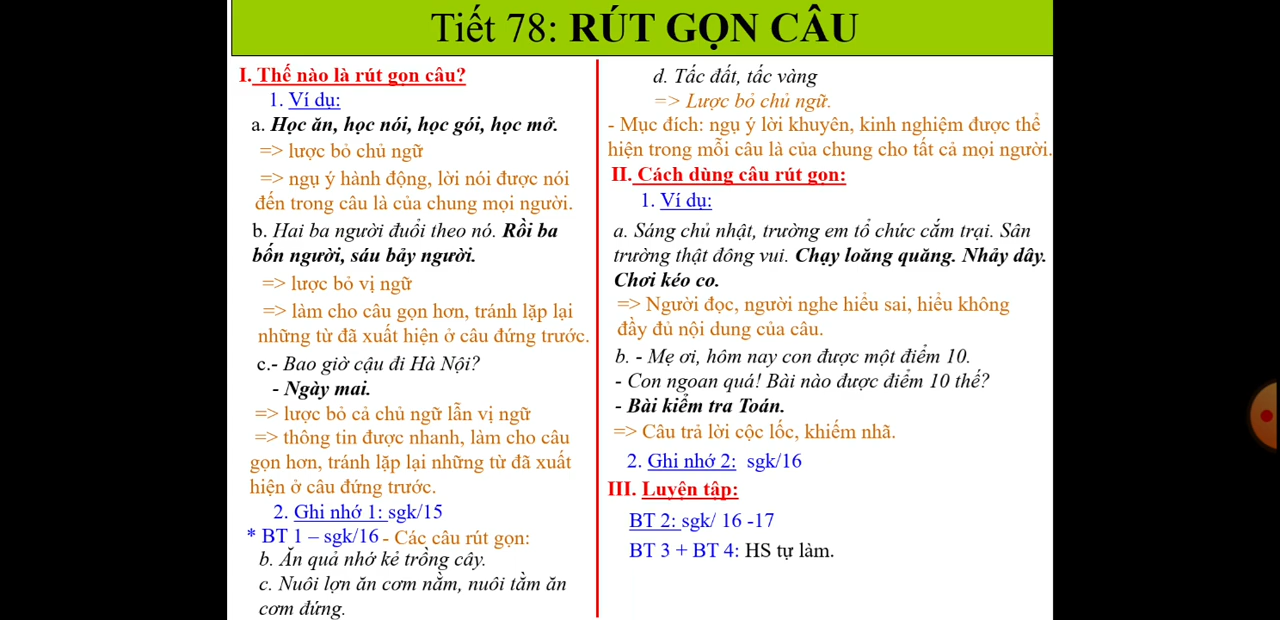 Tiết 78: RÚT GỌN CÂU
I. Thế nào là rút gọn câu?
1. Ví dụ:
a. Học ăn, học nói, học gói, học mở.
=> lược bỏ chủ ngữ
=> ngụ ý hành động, lời nói được nói
đến trong câu là của chung mọi người.
b. Hai ba người đuổi theo nó. Rồi ba
bốn người, sáu bảy người.
=> lược bỏ vị ngữ
=> làm cho câu gọn hơn, tránh lặp lại
những từ đã xuất hiện ở câu đứng trước.
c.- Bao giờ cậu đi Hà Nội?
- Ngày mai.
=> lược bỏ cả chủ ngữ lẫn vị ngữ
=> thông tin được nhanh, làm cho câu
gọn hơn, tránh lặp lại những từ đã xuất
hiện ở câu đứng trước.
2. Ghi nhớ 1: sgk/15
* BT 1 – sgk/16 - Các câu rút gọn:
b. Ăn quả nhớ kẻ trồng cây.
c. Nuôi lợn ăn cơm nằm, nuôi tằm ăn
cơm đứng.
d. Tấc đất, tấc vàng
=> Lược bỏ chủ ngữ.
- Mục đích: ngụ ý lời khuyên, kinh nghiệm được thể
hiện trong mỗi câu là của chung cho tất cả mọi người.
II. Cách dùng câu rút gọn:
1. Ví dụ:
a. Sáng chủ nhật, trường em tổ chức cắm trại. Sân
trường thật đông vui. Chạy loăng quăng. Nhảy dây.
Chơi kéo co.
=> Người đọc, người nghe hiểu sai, hiểu không
đầy đủ nội dung của câu.
b. - Mẹ ơi, hôm nay con được một điểm 10.
- Con ngoan quá! Bài nào được điểm 10 thế?
- Bài kiểm tra Toán.
=> Câu trả lời cộc lốc, khiếm nhã.
2. Ghi nhớ 2: sgk/16
III. Luyện tập:
BT 2: sgk/ 16 -17
BT 3 + BT 4: HS tự làm.